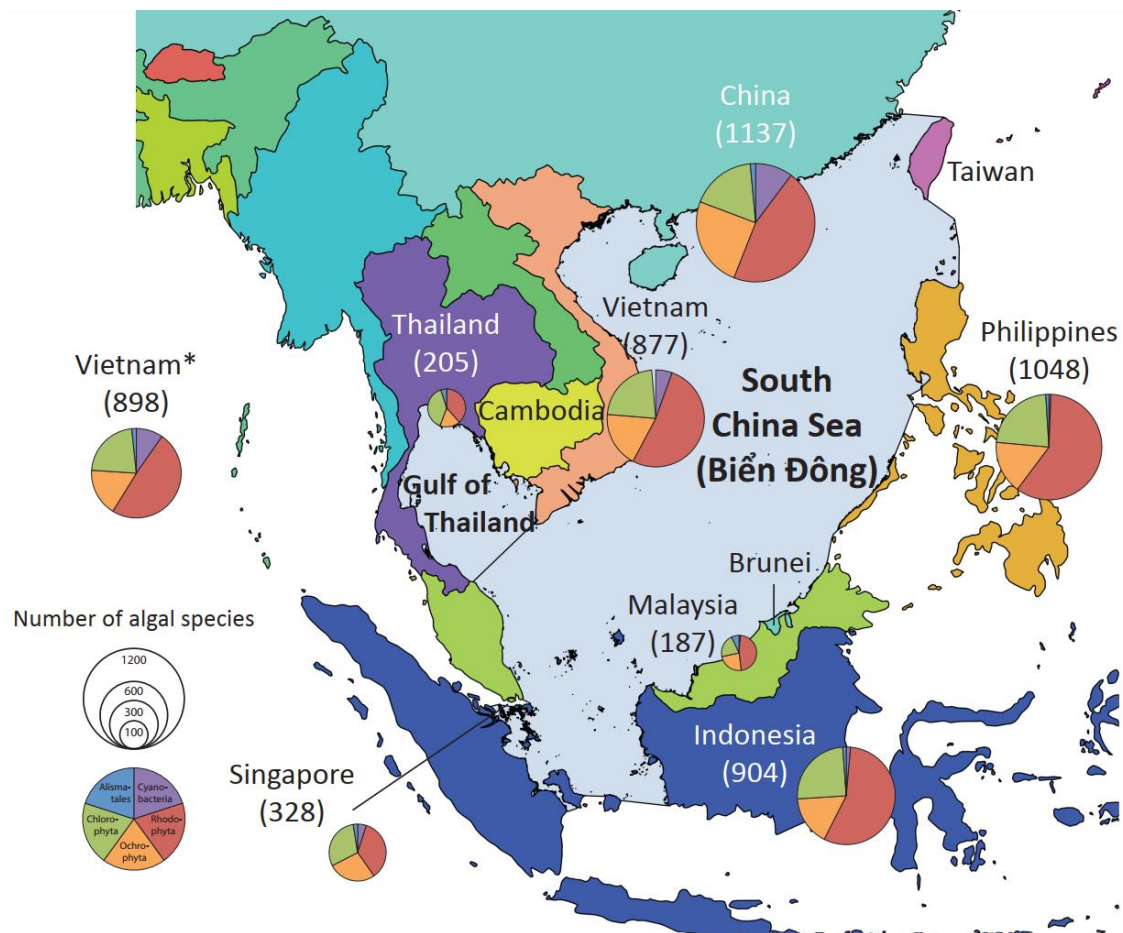 China
(1137)
Taiwan
Vietnam
(877)
Thailand
(205)
Philippines
(1048)
Vietnam*
(898)
Cambodia
South
China Sea
(Biển Đông)
Gulf of
Thailand
Brunei
Malaysia
(187)
Number of algal species
1200
600
300
100
Indonesia
(904)
Singapore
(328)
Alisma-
tales
Cyano-
bacteria
Chloro-
phyta
Rhodo-
phyta
Ochro-
phyta